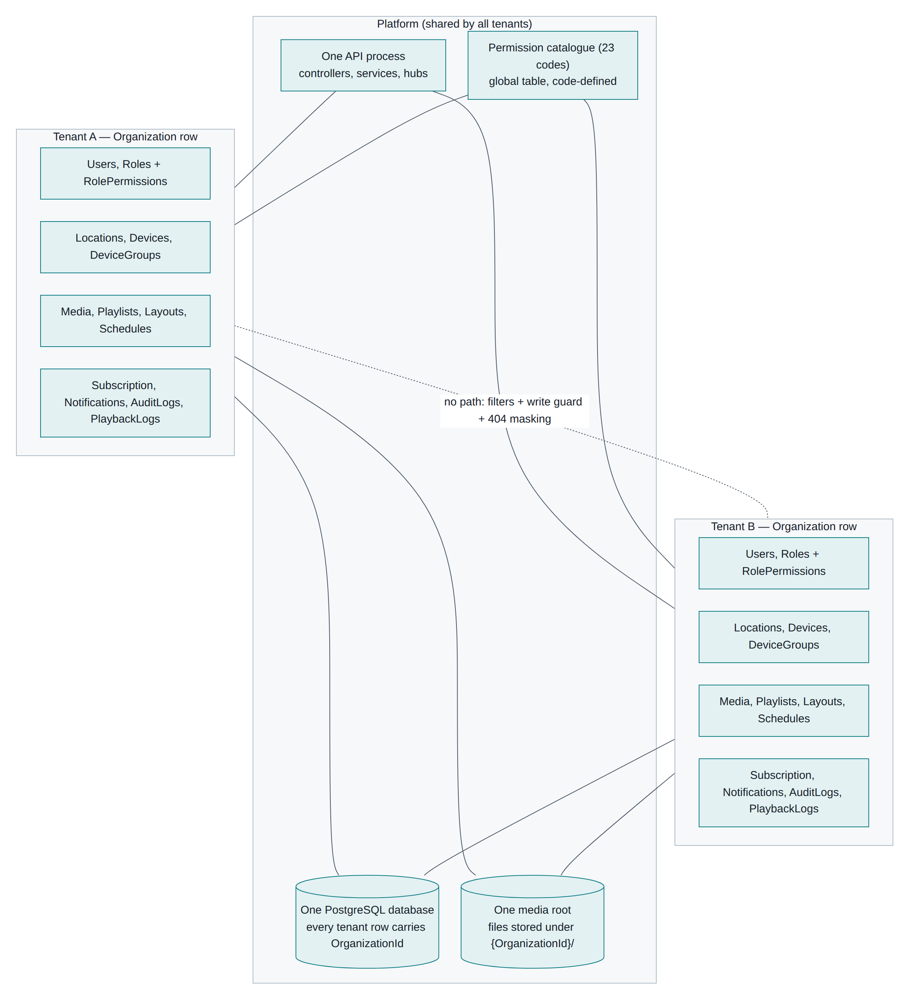 Platform (shared by all tenants)
One API process
controllers, services, hubs
Permission catalogue (23
codes)
global table, code-defined
Tenant A — Organization row
Users, Roles +
RolePermissions
Locations, Devices,
DeviceGroups
Media, Playlists, Layouts,
Schedules
Subscription,
Notifications, AuditLogs,
PlaybackLogs
no path: filters + write guard
+ 404 masking
Tenant B — Organization row
Users, Roles +
RolePermissions
Locations, Devices,
DeviceGroups
Media, Playlists, Layouts,
Schedules
Subscription,
Notifications, AuditLogs,
PlaybackLogs
One PostgreSQL database
every tenant row carries
OrganizationId
One media root
files stored under
{OrganizationId}/